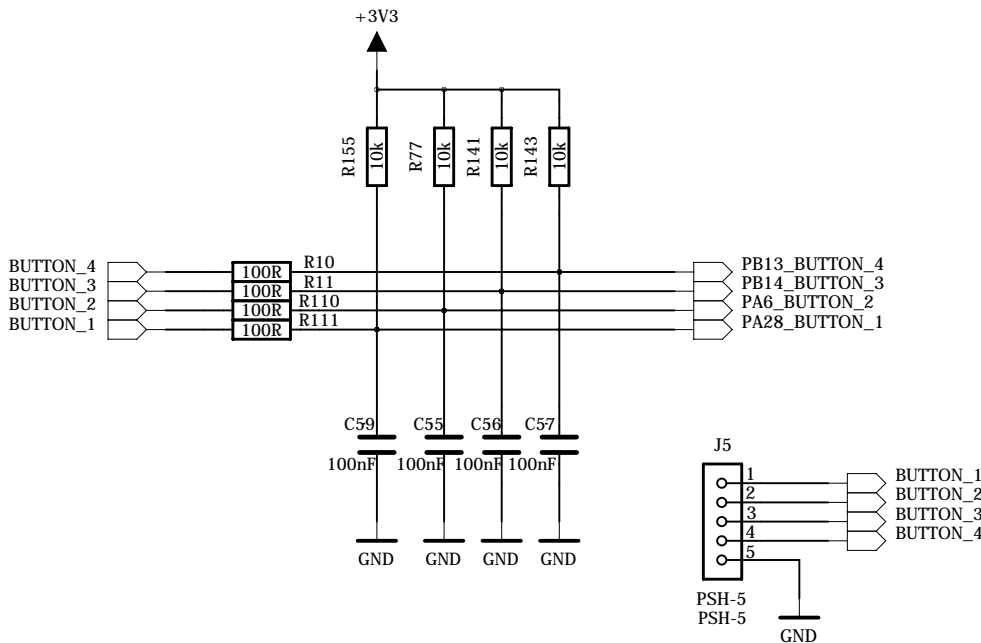 +3V3
R155
10k
R77
10k
R141
10k
R143
10k
BUTTON_4
100R
R10
PB13_BUTTON_4
BUTTON_3
100R
R11
PB14_BUTTON_3
BUTTON_2
100R
R110
PA6_BUTTON_2
BUTTON_1
100R
R111
PA28_BUTTON_1
C59
C55
C56
C57
100nF
100nF
100nF
100nF
GND
GND
GND
GND
J5
1
BUTTON_1
2
BUTTON_2
3
BUTTON_3
4
BUTTON_4
5
PSH-5
PSH-5
GND